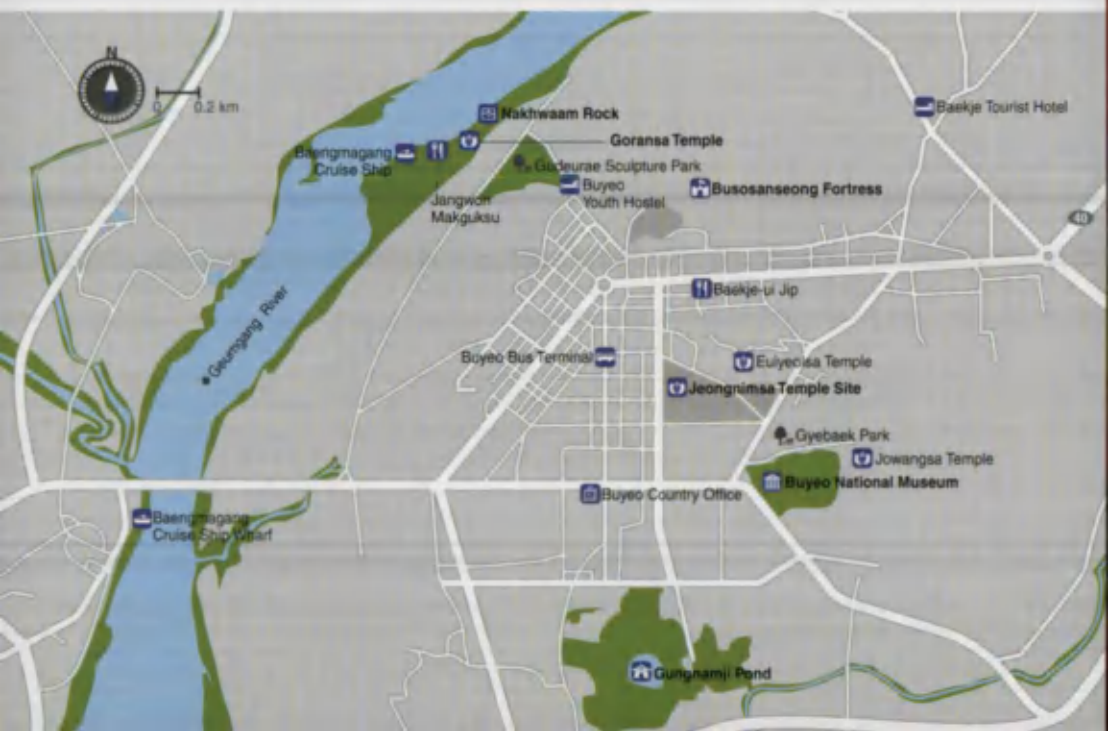 N
0 0.2 km
Nakhwaam Rock
Baekje Tourist Hotel
Goransa Temple
Baengmagang
Cruise Ship
Gudeurae Sculpture Park
Buyeo
Youth Hostel
Busosanseong Fortress
Jangwon
Makguksu
40
Baekje-ui Jip
Geumgang River
Buyeo Bus Terminal
Jeongnimsa Temple Site
Gyebaek Park
Jowangsa Temple
Buyeo National Museum
Buyeo Country Office
Baengmagang
Cruise Ship Wharf
Gungnamji Pond